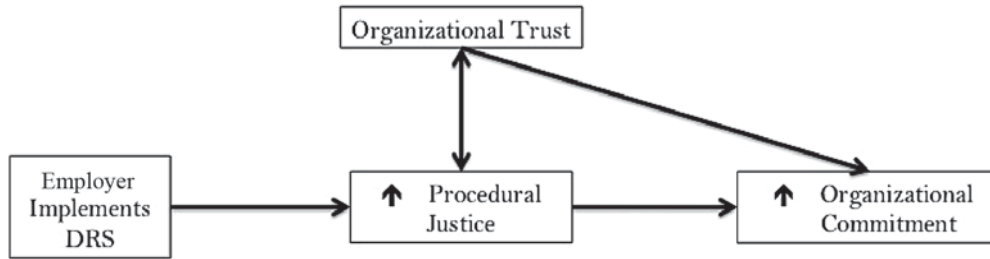 Organizational Trust
Employer
Implements
DRS
↑ Procedural
Justice
↑ Organizational
Commitment